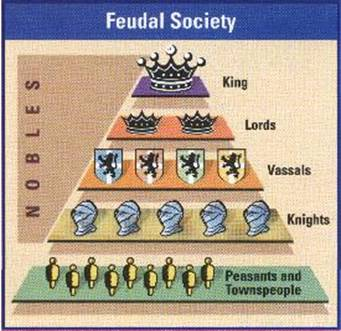 Feudal Society
NOBLES
King
Lords
Vassals
Knights
Peasants and
Townspeople